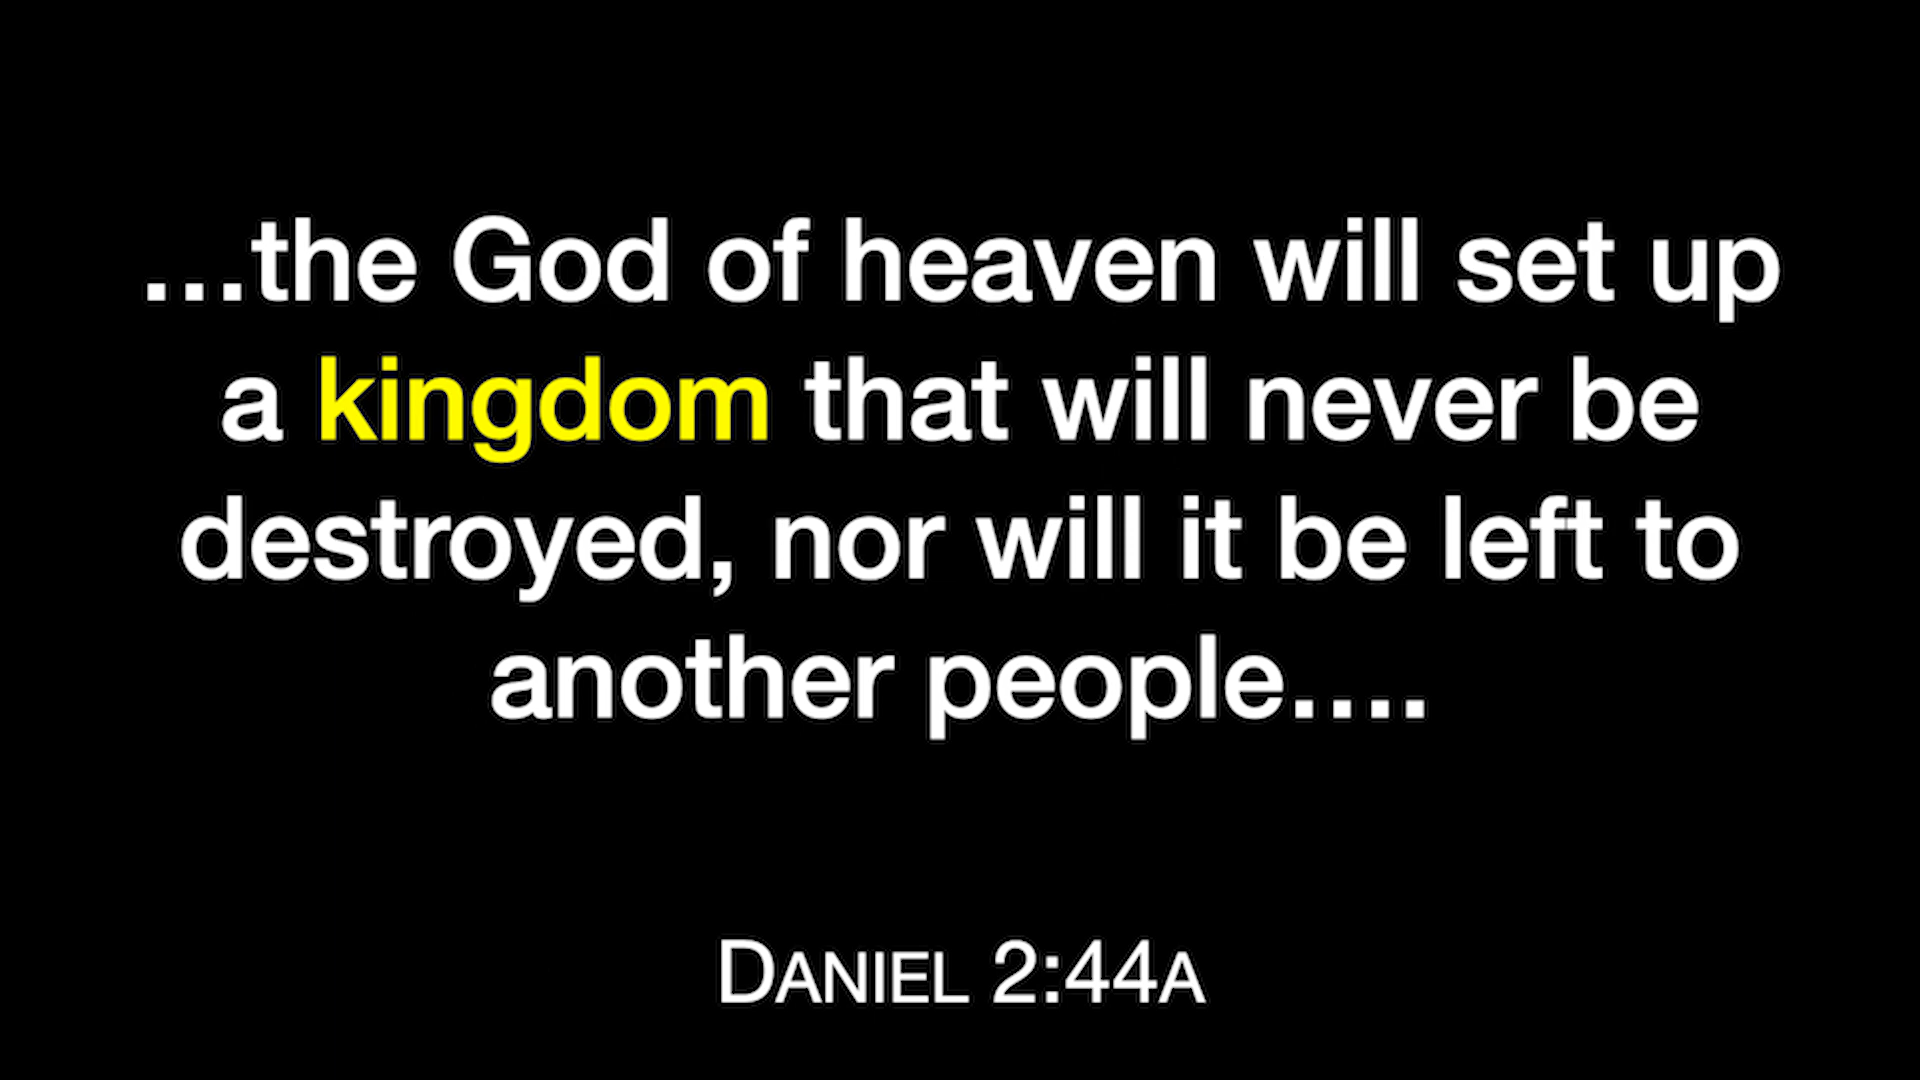 …the God of heaven will set up
a kingdom that will never be
destroyed, nor will it be left to
another people….
DANIEL 2:44A